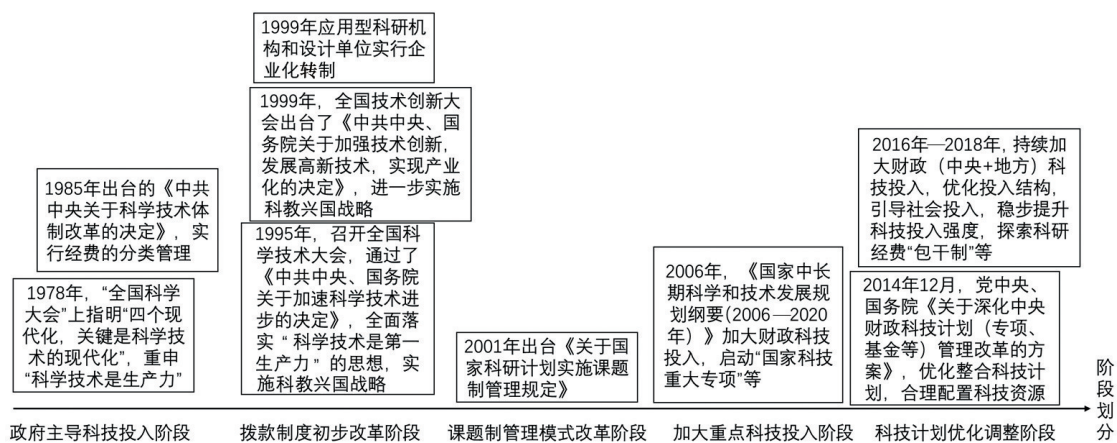 1978年，“全国科学
大会”上指明“四个现
代化，关键是科学技
术的现代化”，重申
“科学技术是生产力”
1985年出台的《中共
中央关于科学技术体
制改革的决定》，实
行经费的分类管理
1995年，召开全国科
学技术大会，通过了
《中共中央、国务院
关于加速科学技术进
步的决定》，全面落
实“科学技术是第一
生产力”的思想，实
施科教兴国战略
1999年，全国技术创新大
会出台了《中共中央、国
务院关于加强技术创新，
发展高新技术，实现产业
化的决定》，进一步实施
科教兴国战略
1999年应用型科研机
构和设计单位实行企
业化转制
2001年出台《关于国
家科研计划实施课题
制管理规定》
2006年，《国家中长
期科学和技术发展规
划纲要(2006—2020
年）》加大财政科技
投入，启动“国家科技
重大专项”等
2014年12月，党中央、
国务院《关于深化中央
财政科技计划（专项、
基金等）管理改革的方
案》，优化整合科技计
划，合理配置科技资源
2016年—2018年，持续加
大财政（中央+地方）科
技投入，优化投入结构，
引导社会投入，稳步提升
科技投入强度，探索科研
经费“包干制”等
政府主导科技投入阶段
拨款制度初步改革阶段
课题制管理模式改革阶段
加大重点科技投入阶段
科技计划优化调整阶段
阶段划分